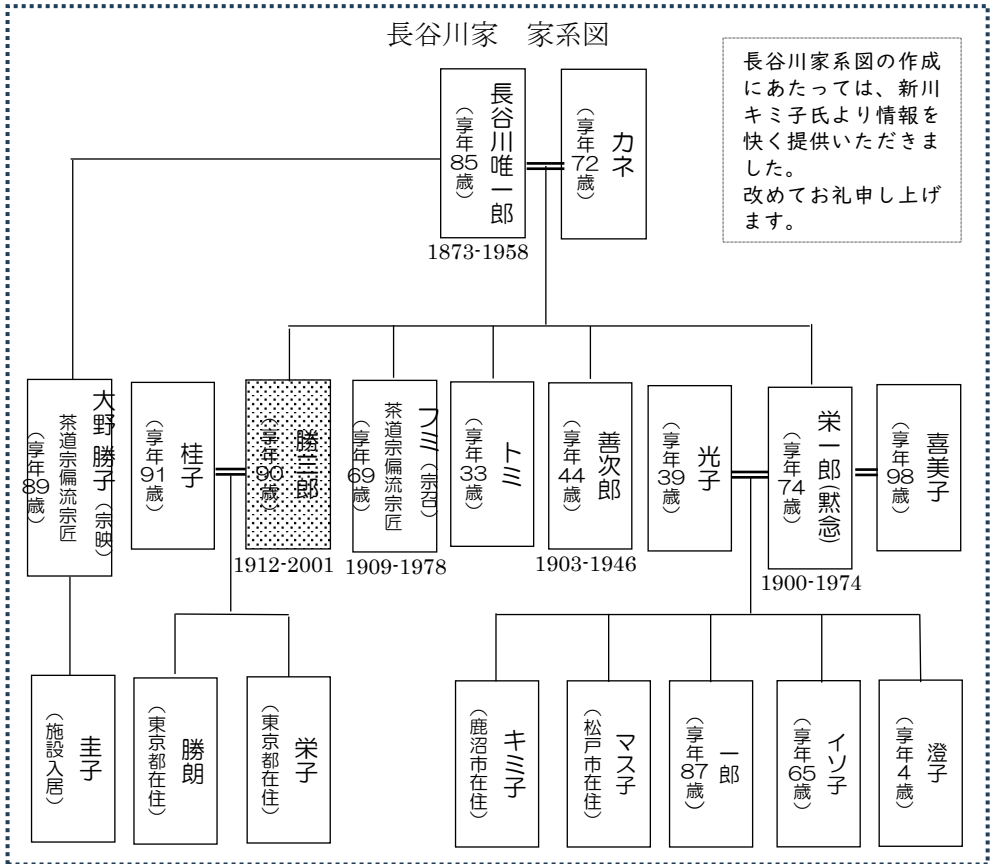 長谷川家 家系図
長谷川家系図の作成
にあたっては、新川
キミ子氏より情報を
快く提供いただきま
した。
改めてお礼申し上げ
ます。
長谷川唯一郎
（享年85歳）
1873-1958
カネ
（享年72歳）
大野 勝子（宗映）
茶道宗偏流宗匠
（享年89歳）
桂子
（享年91歳）
勝三郎
（享年90歳）
1912-2001
フミ（宗召）
茶道宗偏流宗匠
（享年69歳）
1909-1978
トミ
（享年33歳）
善次郎
（享年44歳）
1903-1946
光子
（享年39歳）
栄一郎（黙念）
（享年74歳）
1900-1974
喜美子
（享年98歳）
圭子
（施設入居）
勝朗
（東京都在住）
栄子
（東京都在住）
キミ子
（鹿沼市在住）
マス子
（松戸市在住）
一郎
（享年87歳）
イソ子
（享年65歳）
澄子
（享年4歳）